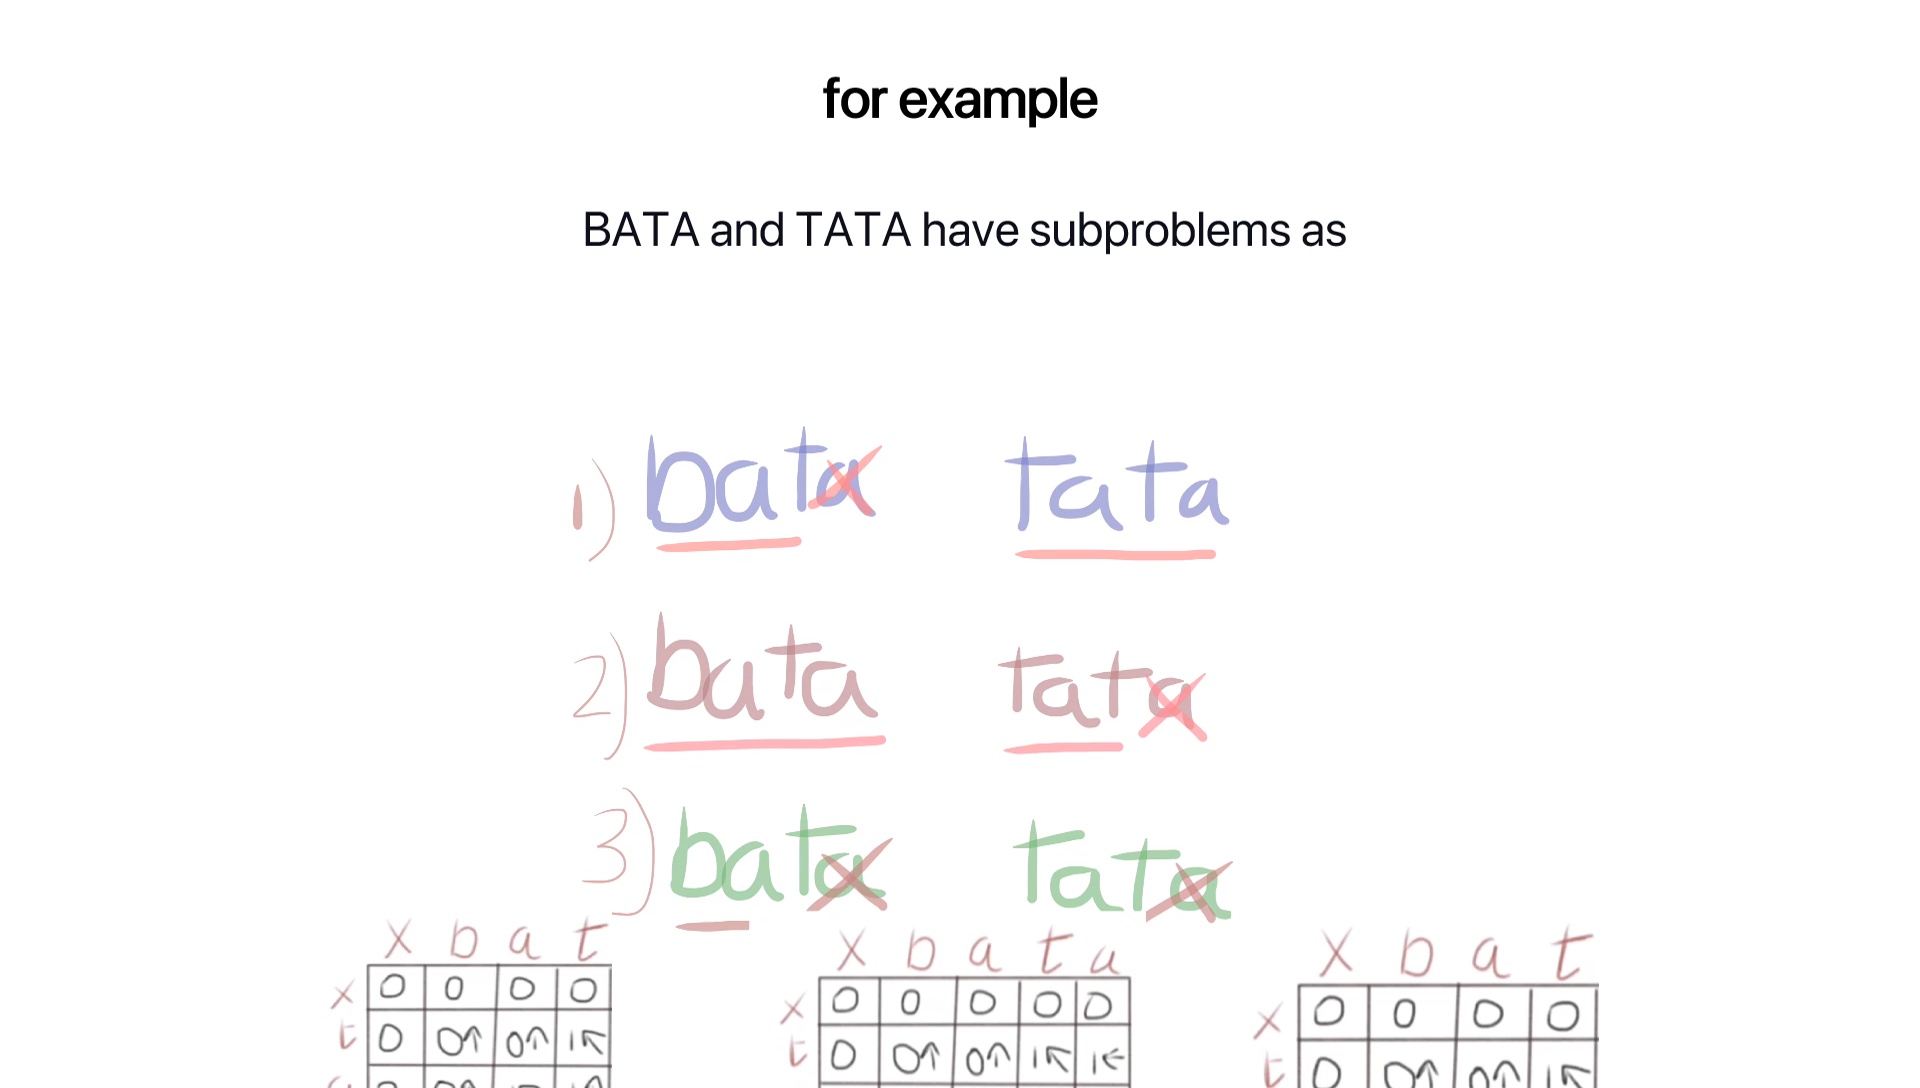 for example
BATA and TATA have subproblems as
1) bata tata
2) bata tata
3) bata tata
x b a t
x 0 0 0 0
t 0 0↑ 0↑ 1↖
x b a t a
x 0 0 0 0 0
t 0 0↑ 0↑ 1↖ 1←
x b a t
x 0 0 0 0
t 0 0↑ 0↑ 1↖